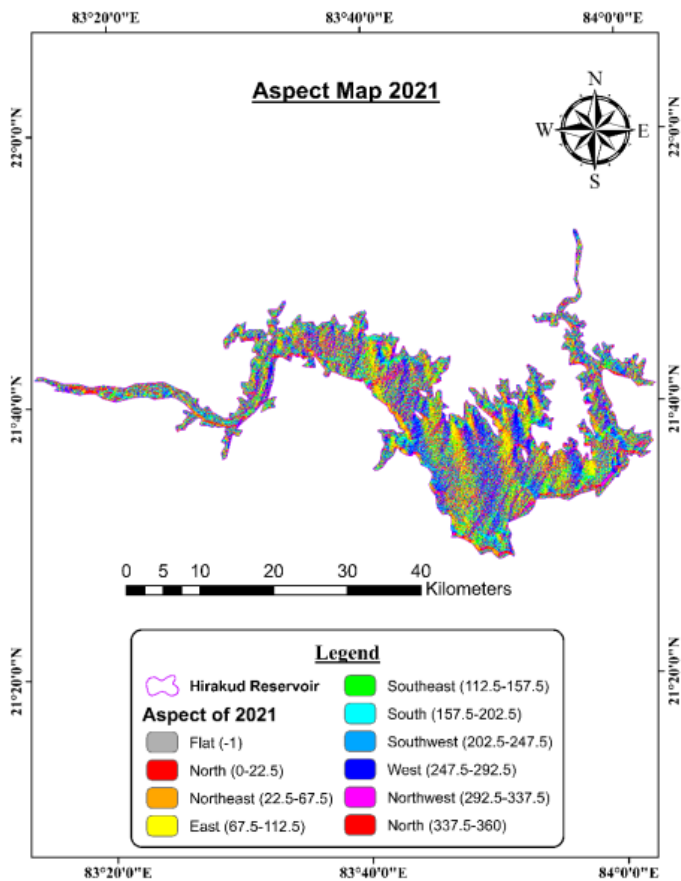 83°20'0"E 83°40'0"E 84°0'0"E
Aspect Map 2021
N
W E
S
22°0'0"N 22°0'0"N
21°40'0"N 21°40'0"N
0 5 10 20 30 40
Kilometers
21°20'0"N 21°20'0"N
Legend
Hirakud Reservoir
Aspect of 2021
Flat (-1)
North (0-22.5)
Northeast (22.5-67.5)
East (67.5-112.5)
Southeast (112.5-157.5)
South (157.5-202.5)
Southwest (202.5-247.5)
West (247.5-292.5)
Northwest (292.5-337.5)
North (337.5-360)
83°20'0"E 83°40'0"E 84°0'0"E